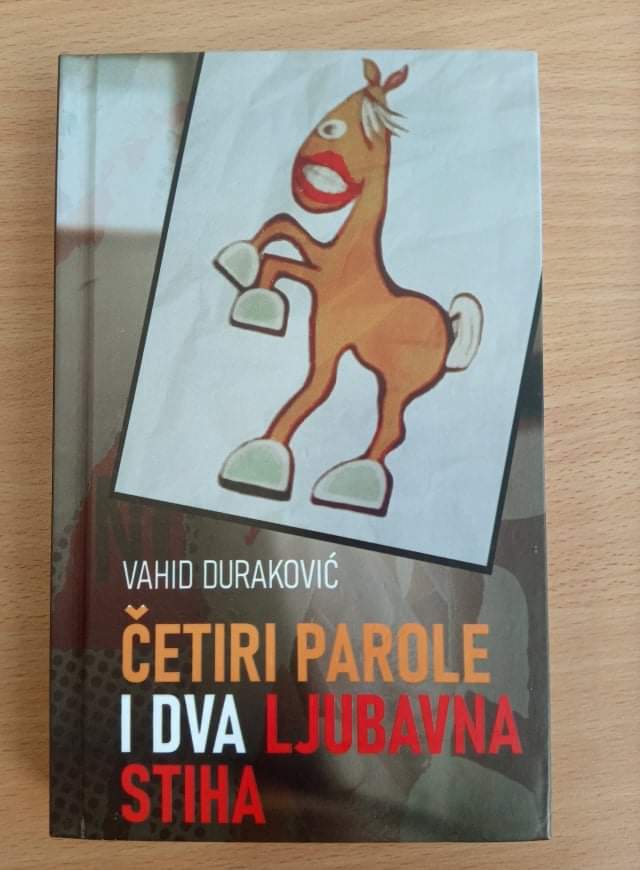 VAHID DURAKOVIĆ
ČETIRI PAROLE
I DVA LJUBAVNA
STIHA